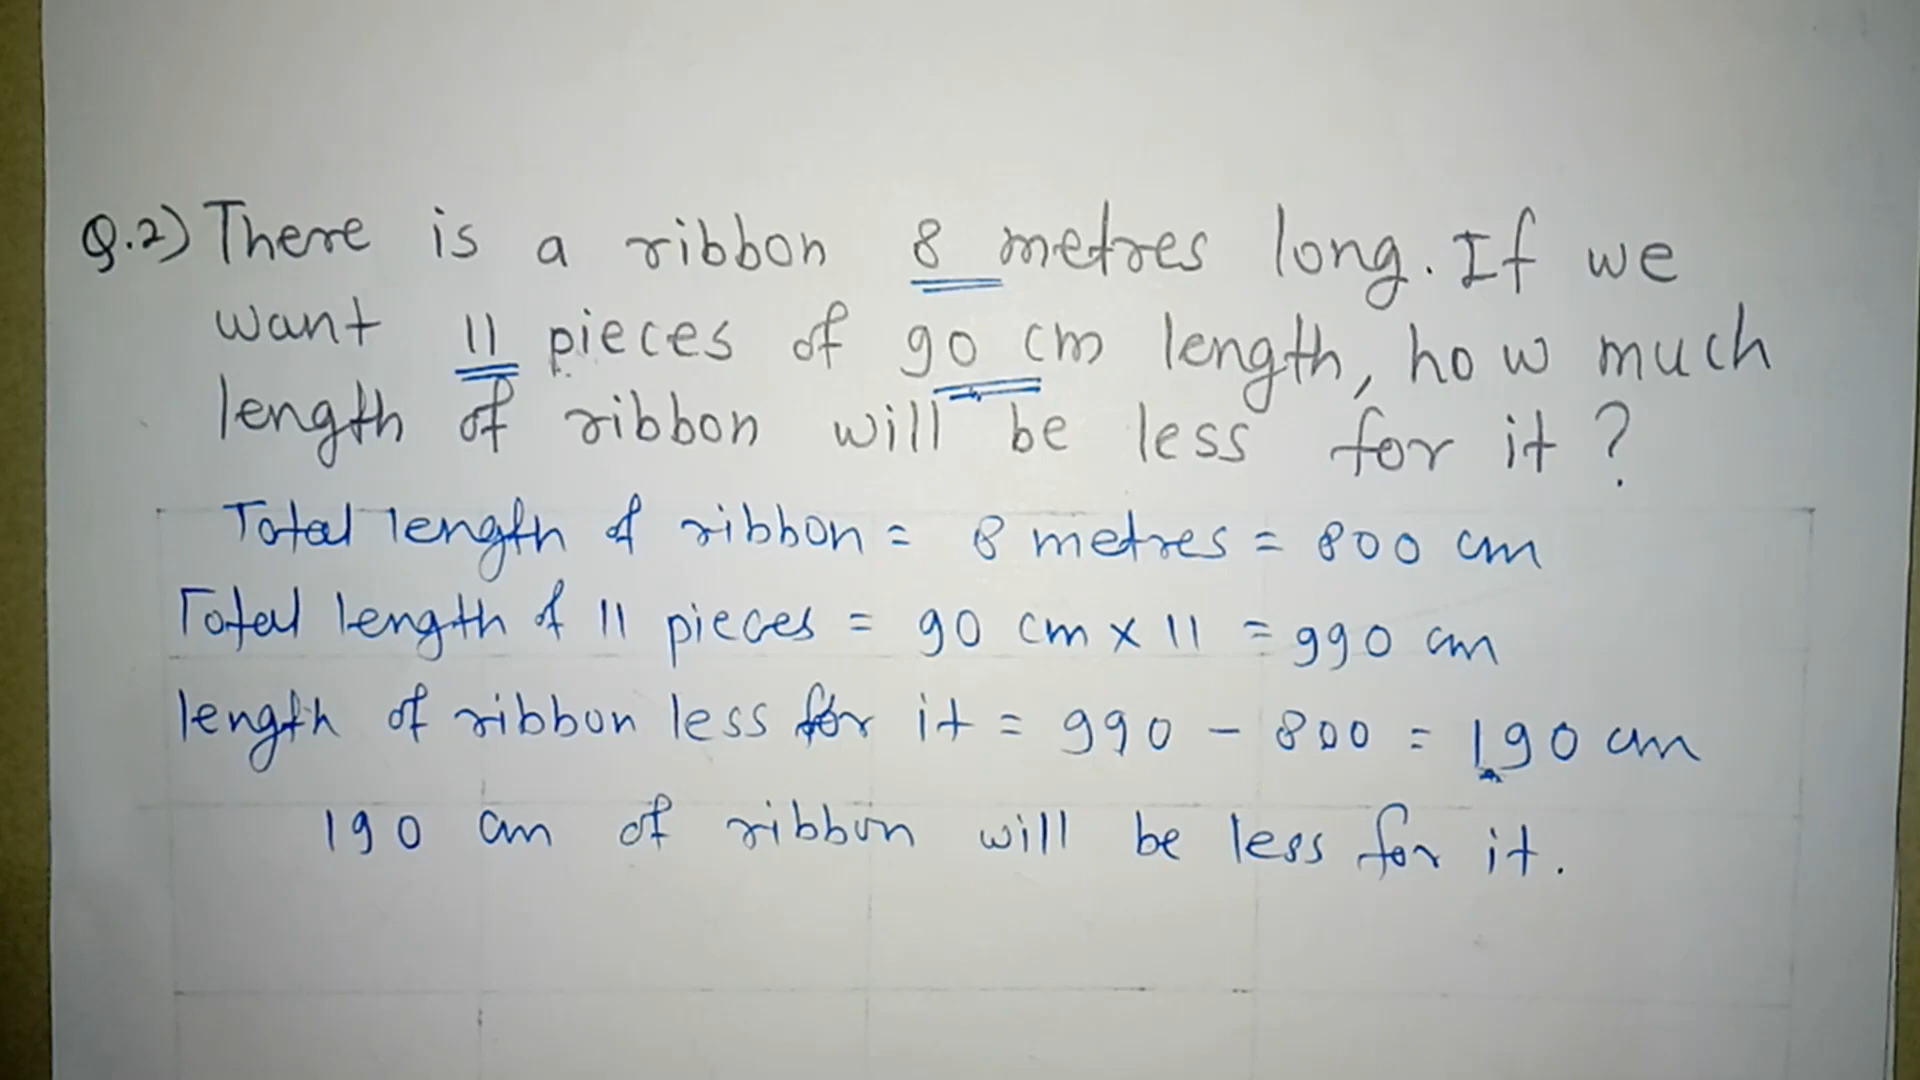 Q.2) There is a ribbon 8 metres long. If we
want 11 pieces of 90 cm length, how much
length of ribbon will be less for it?
Total length of ribbon = 8 metres = 800 cm
Total length of 11 pieces = 90 cm x 11 = 990 cm
length of ribbon less for it = 990 - 800 = 190 cm
190 cm of ribbon will be less for it.